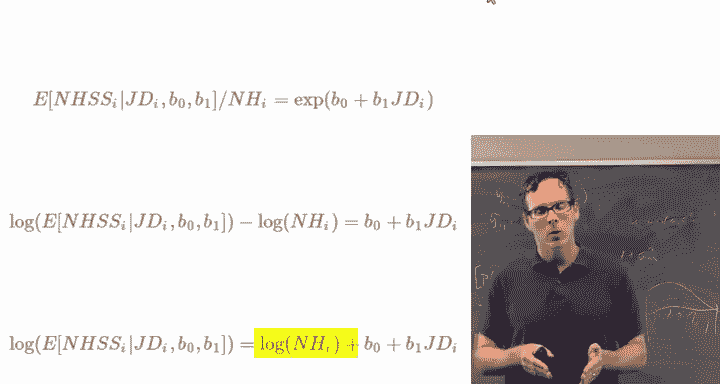 E[NHSS_i|JD_i, b_0, b_1]/NH_i = exp(b_0 + b_1JD_i)
log(E[NHSS_i|JD_i, b_0, b_1]) − log(NH_i) = b_0 + b_1JD_i
log(E[NHSS_i|JD_i, b_0, b_1]) = log(NH_i) + b_0 + b_1JD_i